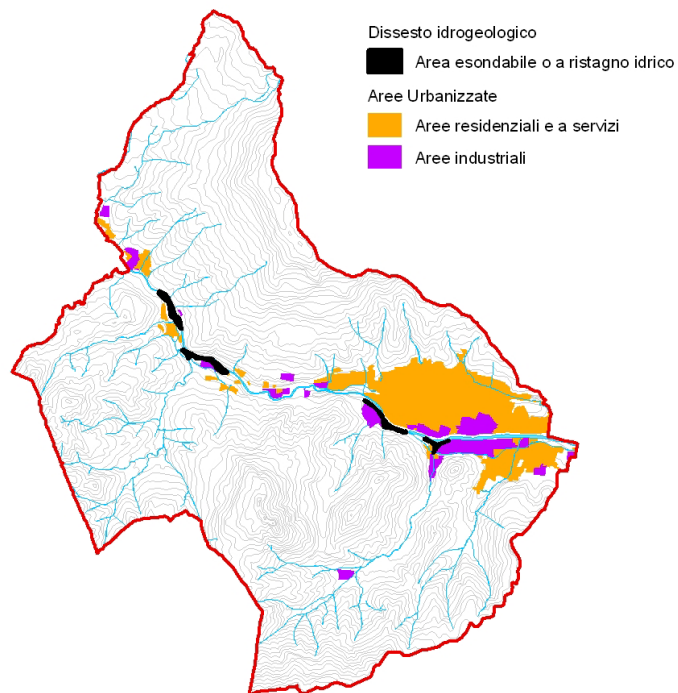 Dissesto idrogeologico
Area esondabile o a ristagno idrico
Aree Urbanizzate
Aree residenziali e a servizi
Aree industriali